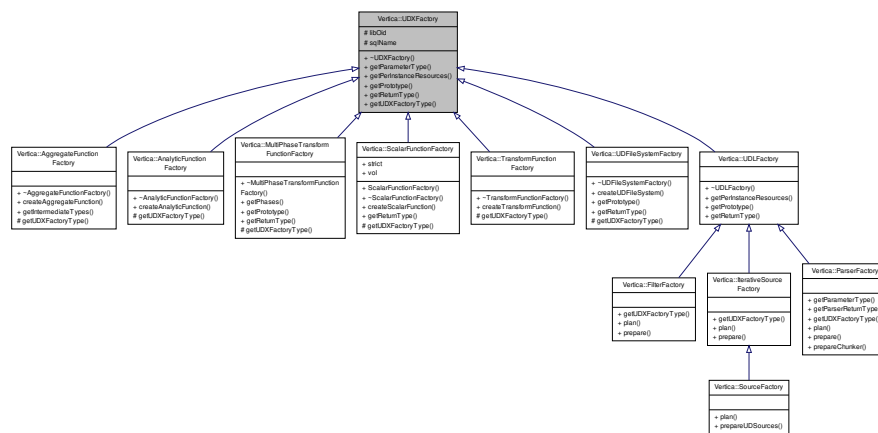 Vertica::UDXFactory
# libOid
# sqlName
+ ~UDXFactory()
+ getParameterType()
+ getPerInstanceResources()
+ getPrototype()
+ getReturnType()
+ getUDXFactoryType()
Vertica::AggregateFunction
Factory
+ ~AggregateFunctionFactory()
+ createAggregateFunction()
+ getIntermediateTypes()
# getUDXFactoryType()
Vertica::AnalyticFunction
Factory
+ ~AnalyticFunctionFactory()
+ createAnalyticFunction()
# getUDXFactoryType()
Vertica::MultiPhaseTransform
FunctionFactory
+ ~MultiPhaseTransformFunction
Factory()
+ getPhases()
+ getPrototype()
+ getReturnType()
# getUDXFactoryType()
Vertica::ScalarFunctionFactory
+ strict
+ vol
+ ScalarFunctionFactory()
+ ~ScalarFunctionFactory()
+ createScalarFunction()
+ getReturnType()
# getUDXFactoryType()
Vertica::TransformFunction
Factory
+ ~TransformFunctionFactory()
+ createTransformFunction()
# getUDXFactoryType()
Vertica::UDFileSystemFactory
+ ~UDFileSystemFactory()
+ createUDFileSystem()
+ getPrototype()
+ getReturnType()
# getUDXFactoryType()
Vertica::UDLFactory
+ ~UDLFactory()
+ getPerInstanceResources()
+ getPrototype()
+ getReturnType()
Vertica::FilterFactory
+ getUDXFactoryType()
+ plan()
+ prepare()
Vertica::IterativeSource
Factory
+ getUDXFactoryType()
+ plan()
+ prepare()
Vertica::ParserFactory
+ getParameterType()
+ getParserReturnType()
+ getUDXFactoryType()
+ plan()
+ prepare()
+ prepareChunker()
Vertica::SourceFactory
+ plan()
+ prepareUDSources()